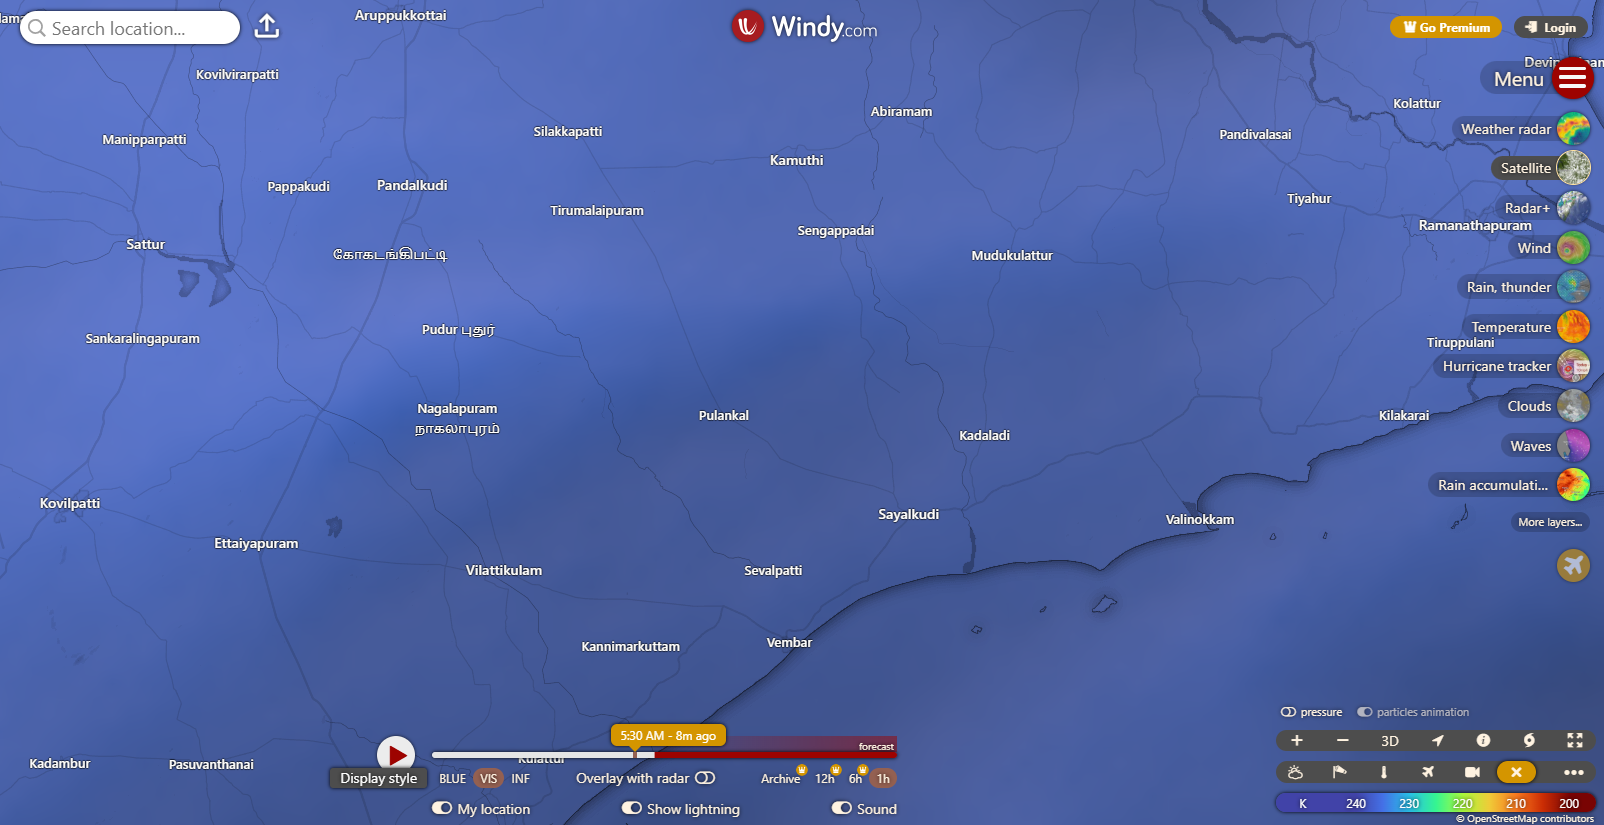 Search location...
Windy.com
Go Premium
Login
Menu
Weather radar
Satellite
Radar+
Wind
Rain, thunder
Temperature
Hurricane tracker
Clouds
Waves
Rain accumulati...
More layers...
Aruppukkottai
Kovilvirarpatti
Abiramam
Kolattur
Silakkapatti
Pandivalasai
Manipparpatti
Kamuthi
Pappakudi
Pandalkudi
Tiyahur
Tirumalaipuram
Ramanathapuram
Sengappadai
Sattur
கோகடங்கிபட்டி
Mudukulattur
Pudur புதூர்
Sankaralingapuram
Tiruppulani
Nagalapuram
நாகலாபுரம்
Pulankal
Kilakarai
Kadaladi
Kovilpatti
Sayalkudi
Valinokkam
Ettaiyapuram
Vilattikulam
Sevalpatti
Vembar
Kannimarkuttam
Kadambur
Pasuvanthanai
Kulattur
5:30 AM - 8m ago
forecast
Display style
BLUE VIS INF
Overlay with radar
Archive 12h 6h 1h
My location
Show lightning
Sound
pressure
particles animation
3D
K 240 230 220 210 200
© OpenStreetMap contributors